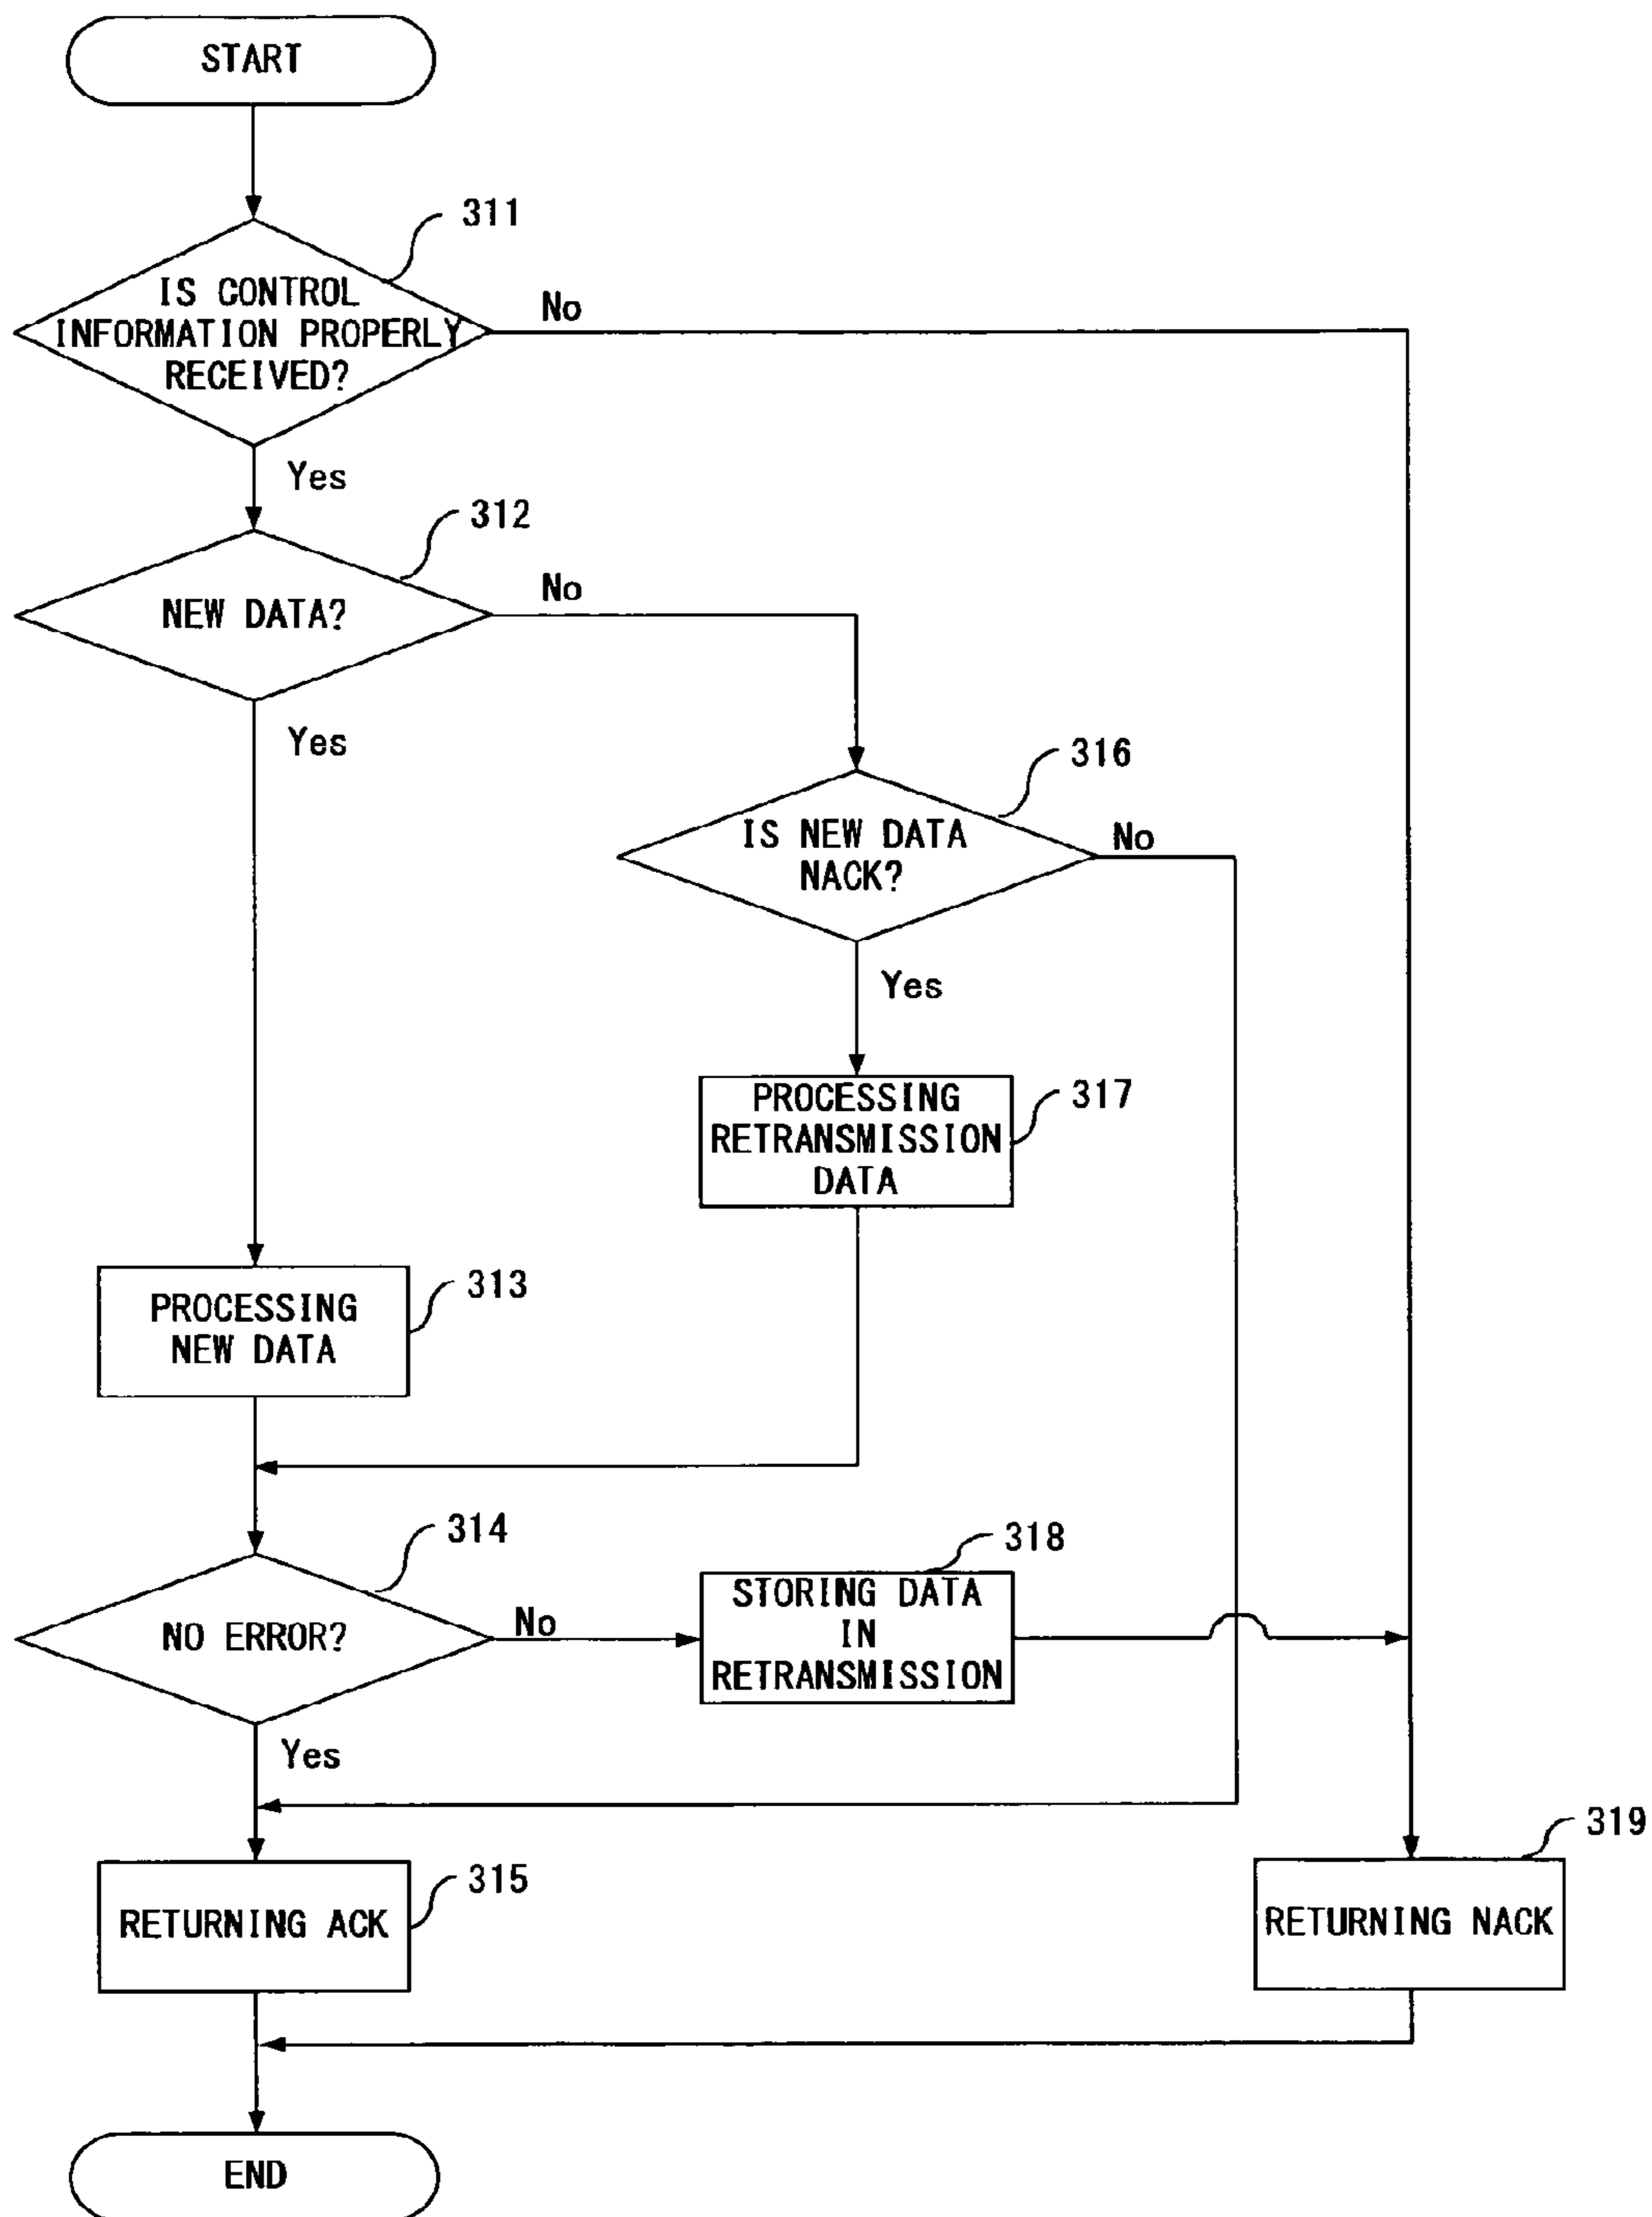 START
311
IS CONTROL
INFORMATION PROPERLY
RECEIVED?
No
Yes
312
NEW DATA?
No
Yes
316
IS NEW DATA
NACK?
No
Yes
PROCESSING
RETRANSMISSION
DATA
317
PROCESSING
NEW DATA
313
314
NO ERROR?
No
Yes
318
STORING DATA
IN
RETRANSMISSION
319
RETURNING ACK
315
RETURNING NACK
END